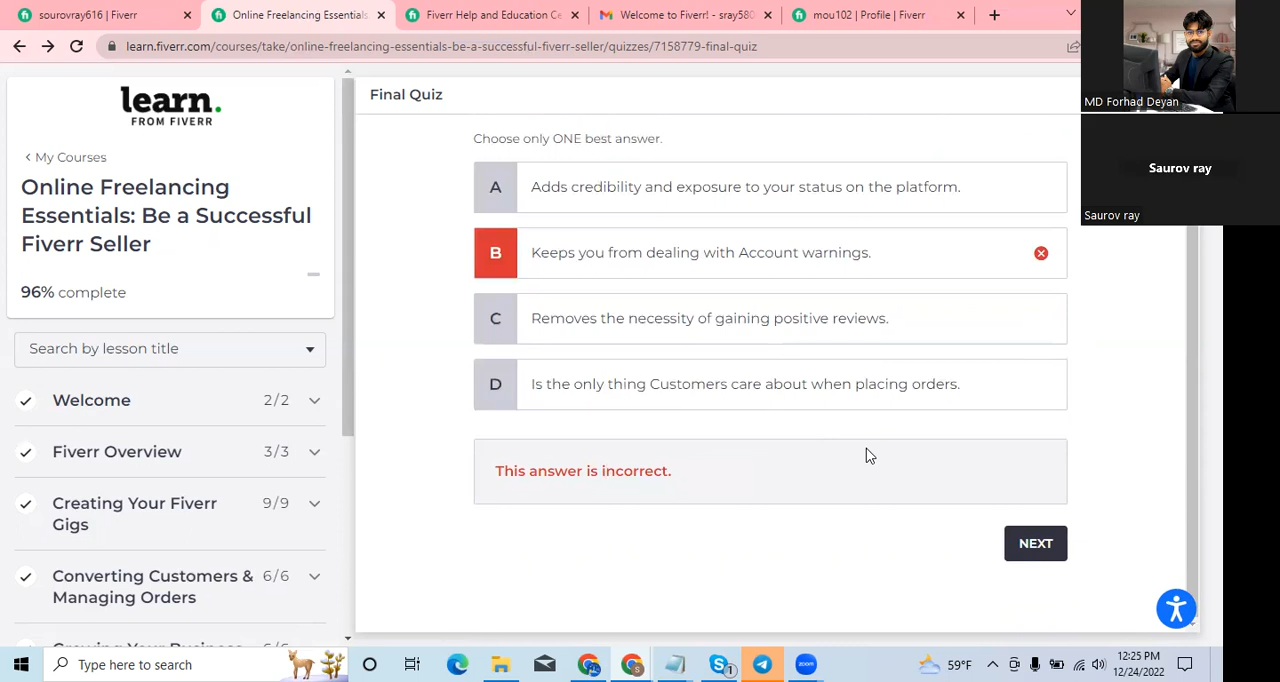 sourovray616 | Fiverr
Online Freelancing Essentials
Fiverr Help and Education Ce
Welcome to Fiverr! - sray580
mou102 | Profile | Fiverr
learn.fiverr.com/courses/take/online-freelancing-essentials-be-a-successful-fiverr-seller/quizzes/7158779-final-quiz
MD Forhad Deyan
Saurov ray
Saurov ray
learn.
FROM FIVERR
My Courses
Online Freelancing
Essentials: Be a Successful
Fiverr Seller
96% complete
Search by lesson title
Welcome 2/2
Fiverr Overview 3/3
Creating Your Fiverr 9/9
Gigs
Converting Customers & 6/6
Managing Orders
Final Quiz
Choose only ONE best answer.
A Adds credibility and exposure to your status on the platform.
B Keeps you from dealing with Account warnings.
C Removes the necessity of gaining positive reviews.
D Is the only thing Customers care about when placing orders.
This answer is incorrect.
NEXT
Type here to search
S
1
zoom
59°F
12:25 PM
12/24/2022